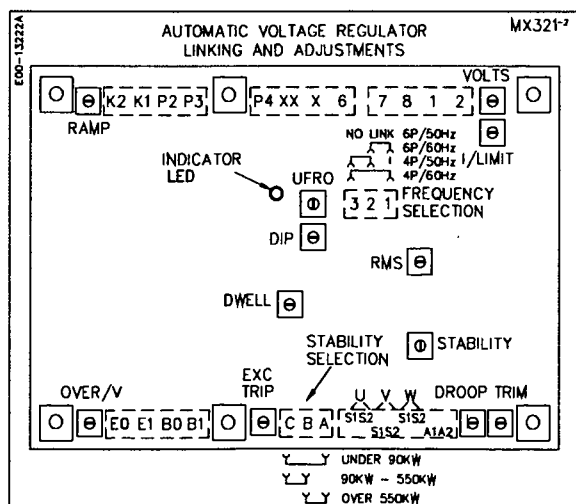 E00-13222A
AUTOMATIC VOLTAGE REGULATOR MX321-2
LINKING AND ADJUSTMENTS
VOLTS
K2 K1 P2 P3
P4 XX X 6
7 8 1 2
RAMP
NO LINK 6P/50Hz
6P/60Hz
4P/50Hz I/LIMIT
4P/60Hz
INDICATOR
LED
UFRO
3 2 1
FREQUENCY
SELECTION
DIP
RMS
DWELL
STABILITY
SELECTION
STABILITY
OVER/V
EXC
TRIP
U V W
DROOP TRIM
E0 E1 B0 B1
C B A
S1S2 S1S2
S1S2 A1A2
UNDER 90KW
90KW - 550KW
OVER 550KW